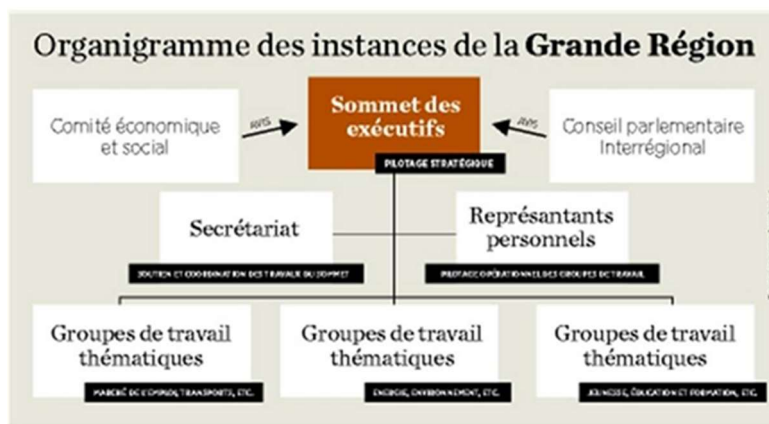 Organigramme des instances de la Grande Région
Comité économique
et social
AVIS
Sommet des
exécutifs
AVIS
Conseil parlementaire
Interrégional
PILOTAGE STRATÉGIQUE
Secrétariat
Représantants
personnels
SOUTIEN ET COORDINATION DES TRAVAUX DU SOMMET
PILOTAGE OPÉRATIONNEL DES GROUPES DE TRAVAIL
Groupes de travail
thématiques
Groupes de travail
thématiques
Groupes de travail
thématiques
MARCHÉ DE L'EMPLOI, TRANSPORTS, ETC.
ENERGIE, ENVIRONNEMENT, ETC.
JEUNESSE, ÉDUCATION ET FORMATION, ETC.